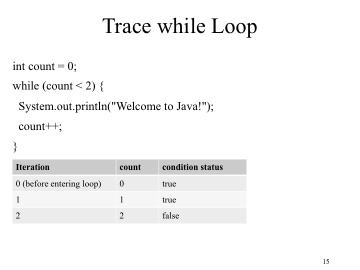 Trace while Loop
int count = 0;
while (count < 2) {
System.out.println("Welcome to Java!");
count++;
}
Iteration count condition status
0 (before entering loop) 0 true
1 1 true
2 2 false
15